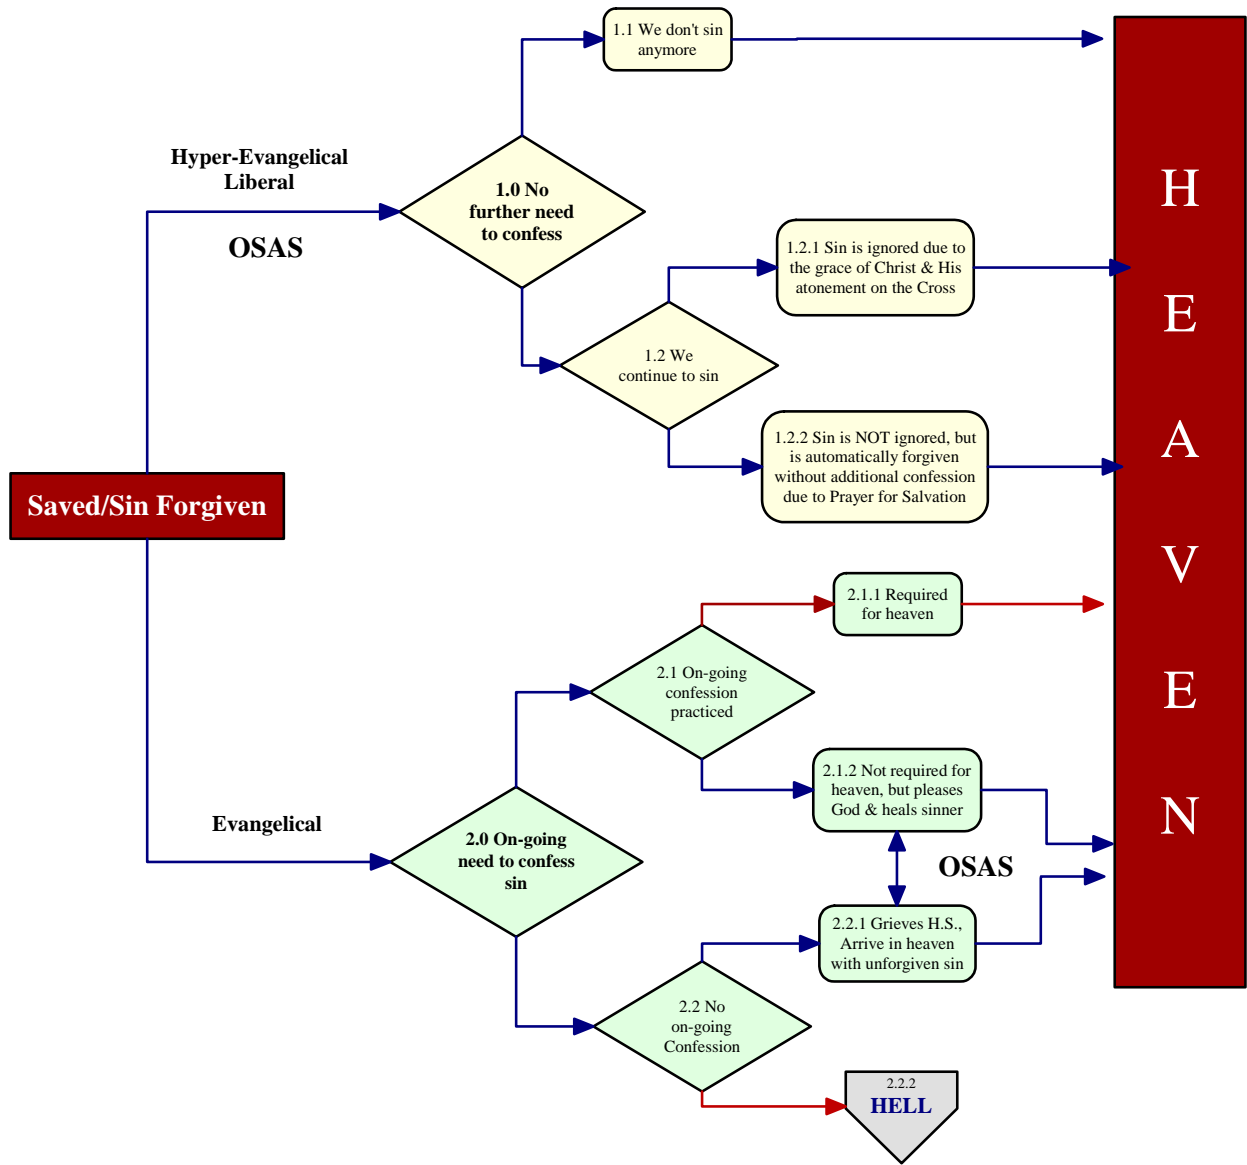 1.1 We don't sin
anymore
Hyper-Evangelical
Liberal
OSAS
1.0 No
further need
to confess
1.2.1 Sin is ignored due to
the grace of Christ & His
atonement on the Cross
1.2 We
continue to sin
1.2.2 Sin is NOT ignored, but
is automatically forgiven
without additional confession
due to Prayer for Salvation
Saved/Sin Forgiven
2.1.1 Required
for heaven
2.1 On-going
confession
practiced
2.1.2 Not required for
heaven, but pleases
God & heals sinner
Evangelical
2.0 On-going
need to confess
sin
OSAS
2.2.1 Grieves H.S.,
Arrive in heaven
with unforgiven sin
2.2 No
on-going
Confession
2.2.2
HELL
H
E
A
V
E
N